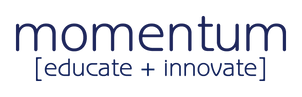 momentum
[educate + innovate]